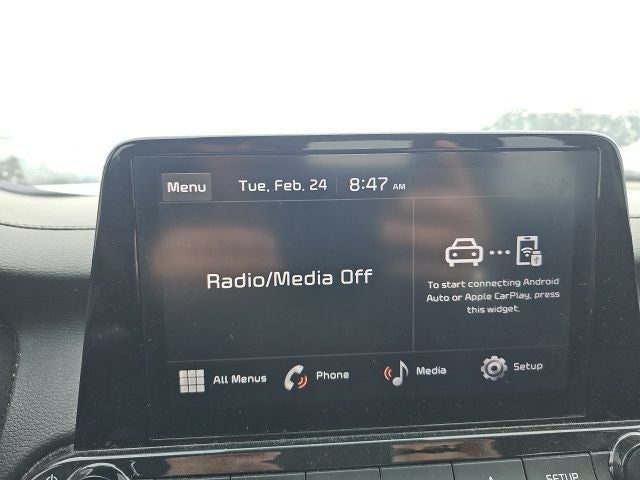 Menu Tue, Feb. 24 8:47 AM
Radio/Media Off
To start connecting Android
Auto or Apple CarPlay, press
this widget.
All Menus Phone Media Setup
SETUP